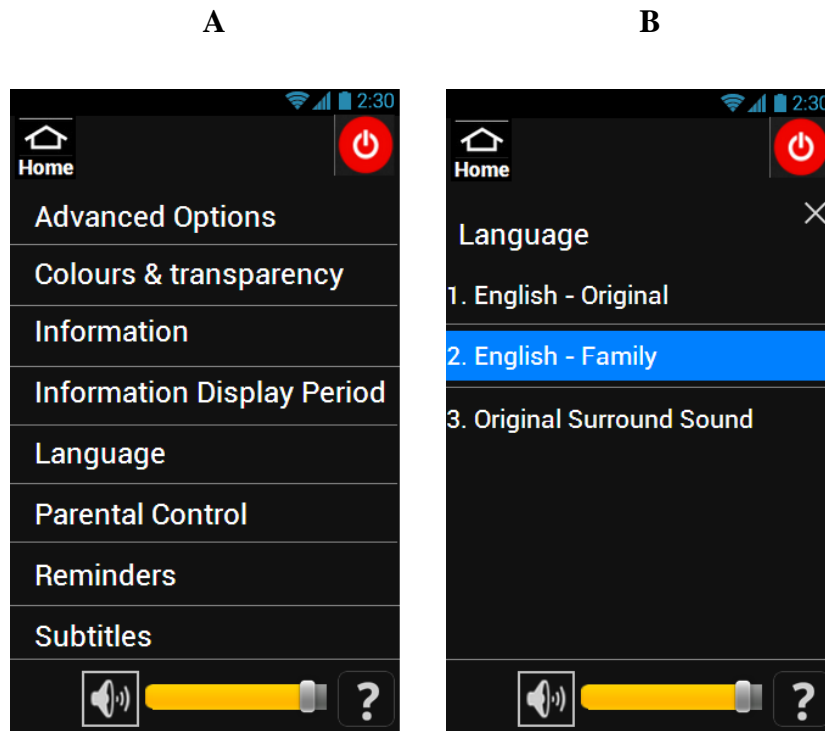 A
B
2:30
Home
Advanced Options
Colours & transparency
Information
Information Display Period
Language
Parental Control
Reminders
Subtitles
?
2:30
Home
Language
1. English - Original
2. English - Family
3. Original Surround Sound
?